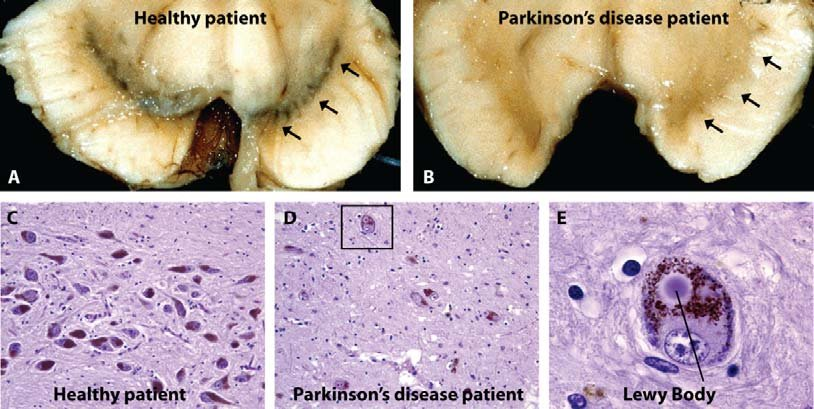 Healthy patient
Parkinson's disease patient
A
B
C
D
E
Healthy patient
Parkinson's disease patient
Lewy Body